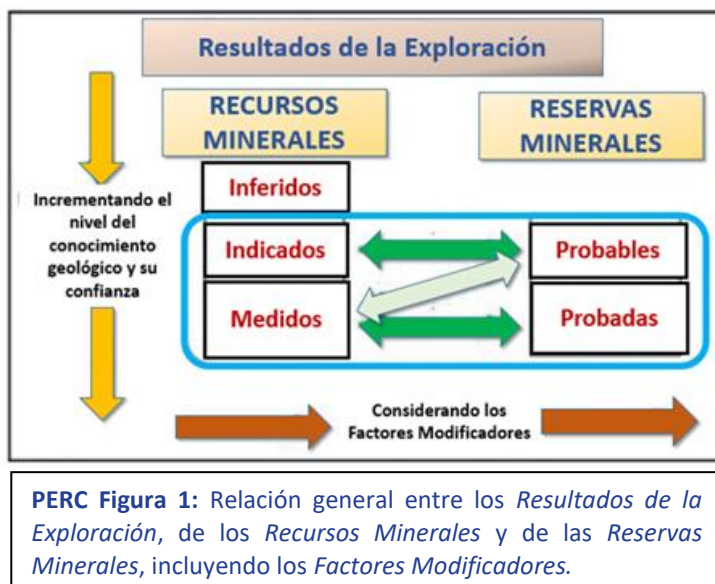 Resultados de la Exploración
RECURSOS
MINERALES
RESERVAS
MINERALES
Incrementando el
nivel del
conocimiento
geológico y su
confianza
Inferidos
Indicados
Probables
Medidos
Probadas
Considerando los
Factores Modificadores
PERC Figura 1: Relación general entre los Resultados de la
Exploración, de los Recursos Minerales y de las Reservas
Minerales, incluyendo los Factores Modificadores.